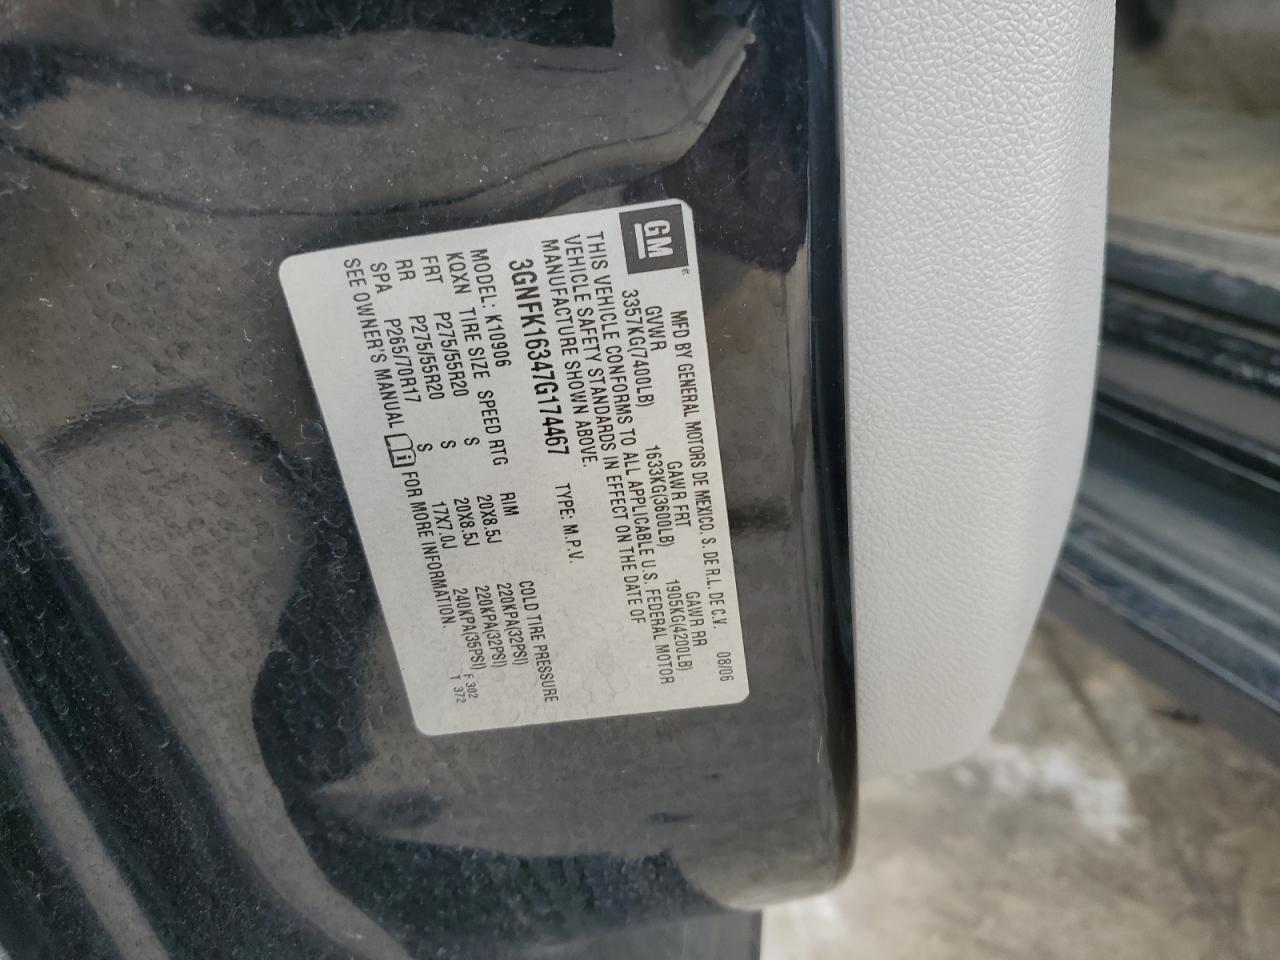 GM
MFD BY GENERAL MOTORS DE MEXICO, S. DE R.L. DE C.V. 08/06
GVWR GAWR FRT GAWR RR
3357KG(7400LB) 1633KG(3600LB) 1905KG(4200LB)
THIS VEHICLE CONFORMS TO ALL APPLICABLE U.S. FEDERAL MOTOR
VEHICLE SAFETY STANDARDS IN EFFECT ON THE DATE OF
MANUFACTURE SHOWN ABOVE.
3GNFK16347G174467 TYPE: M.P.V.
MODEL: K10906
KQXN TIRE SIZE SPEED RTG RIM COLD TIRE PRESSURE
FRT P275/55R20 S 20X8.5J 220KPA(32PSI)
RR P275/55R20 S 20X8.5J 220KPA(32PSI)
SPA P265/70R17 S 17X7.0J 240KPA(35PSI)
SEE OWNER'S MANUAL FOR MORE INFORMATION.
F 302
T 372